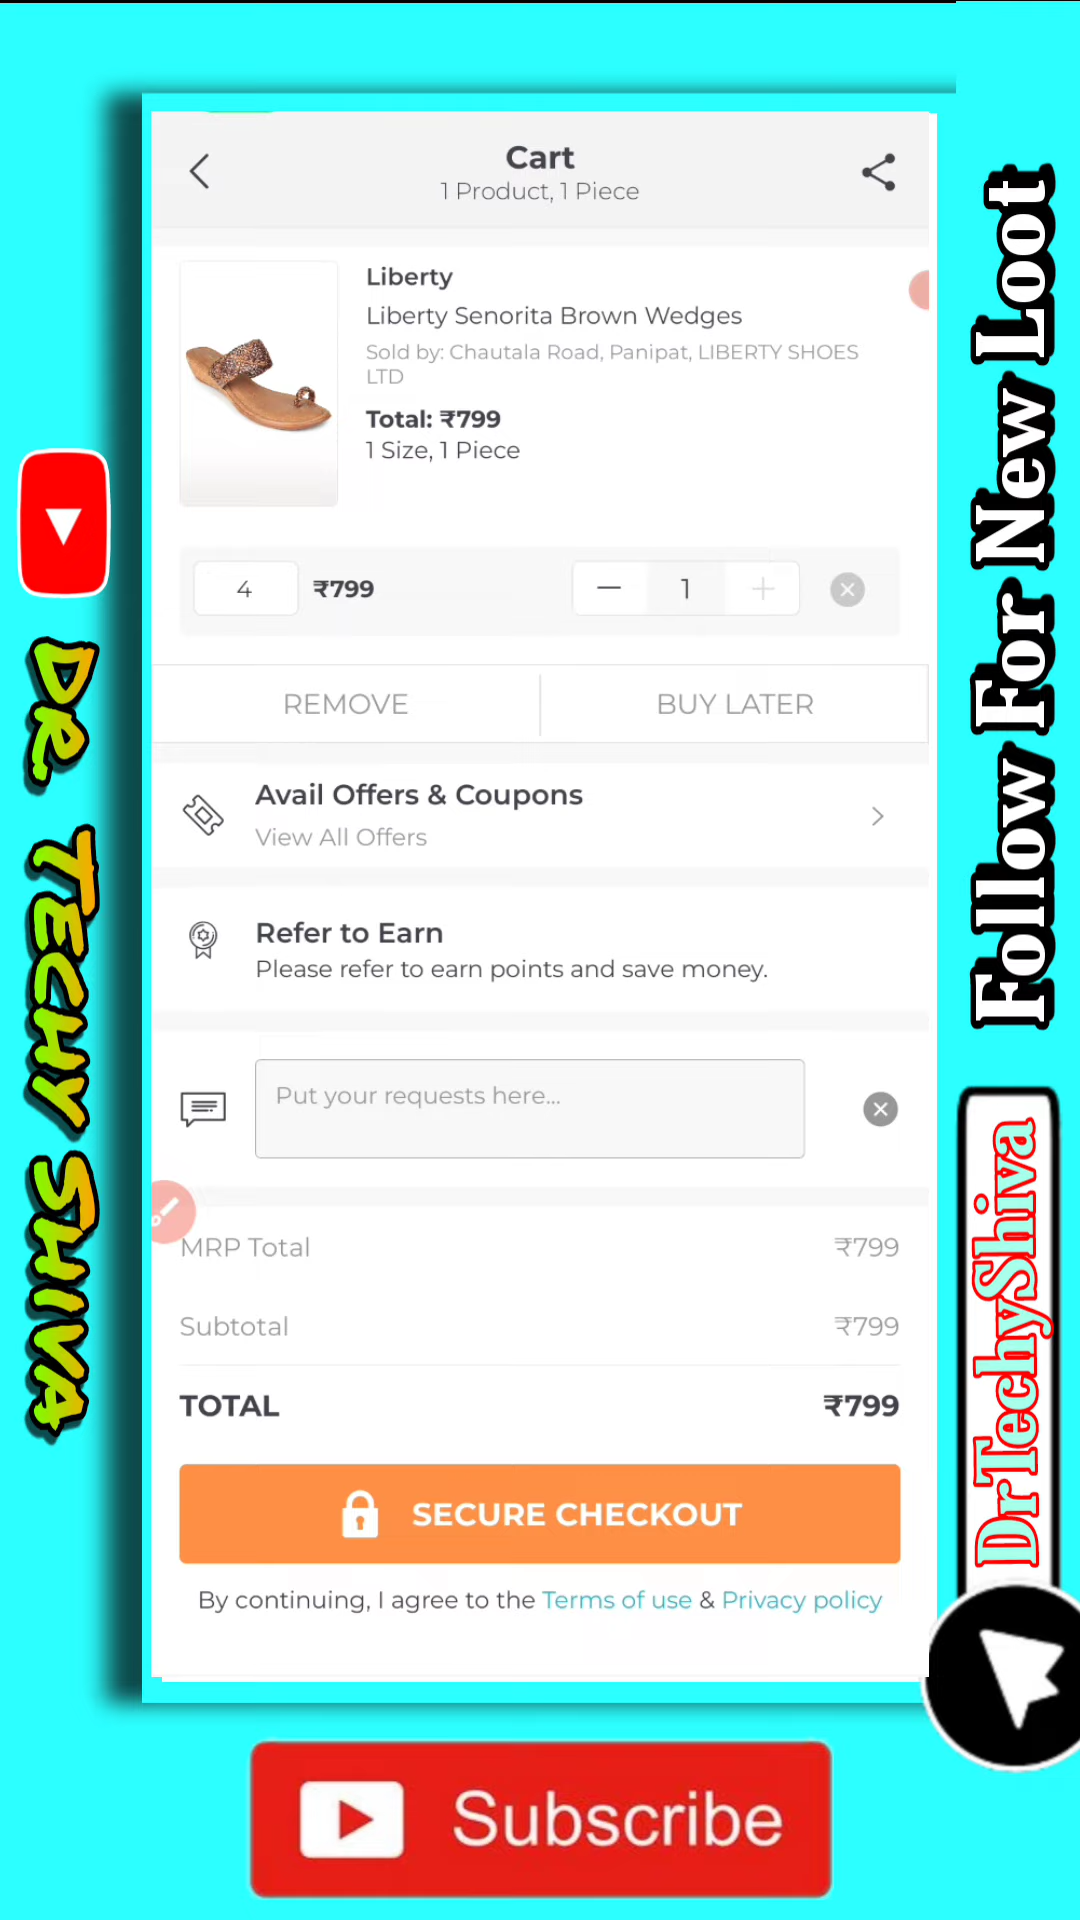 Cart
1 Product, 1 Piece
Liberty
Liberty Senorita Brown Wedges
Sold by: Chautala Road, Panipat, LIBERTY SHOES
LTD
Total: ₹799
1 Size, 1 Piece
4 ₹799 1
REMOVE BUY LATER
Avail Offers & Coupons
View All Offers
Refer to Earn
Please refer to earn points and save money.
Put your requests here...
MRP Total ₹799
Subtotal ₹799
TOTAL ₹799
SECURE CHECKOUT
By continuing, I agree to the Terms of use & Privacy policy
DR. TECHY SHIVA
Follow For New Loot
DrTechyShiva
Subscribe